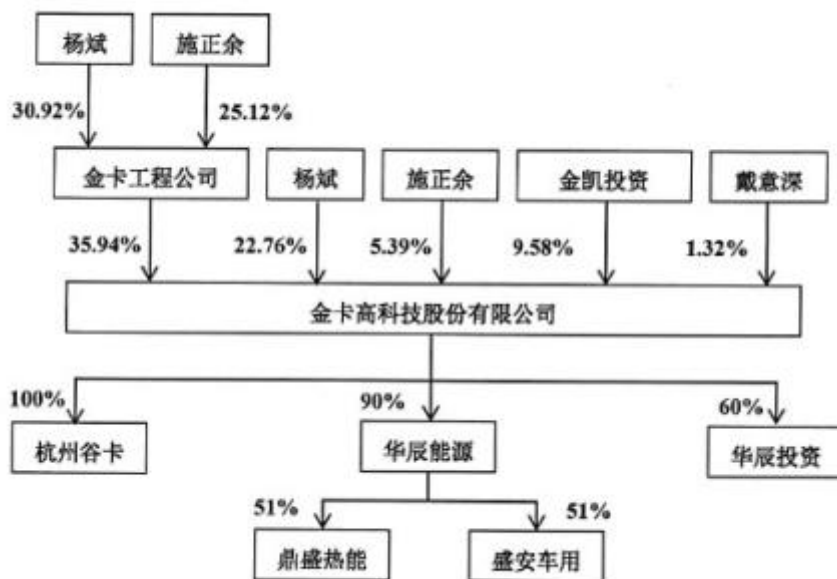 杨斌
施正余
30.92%
25.12%
金卡工程公司
杨斌
施正余
金凯投资
戴意深
35.94%
22.76%
5.39%
9.58%
1.32%
金卡高科技股份有限公司
100%
90%
60%
杭州谷卡
华辰能源
华辰投资
51%
51%
鼎盛热能
盛安车用